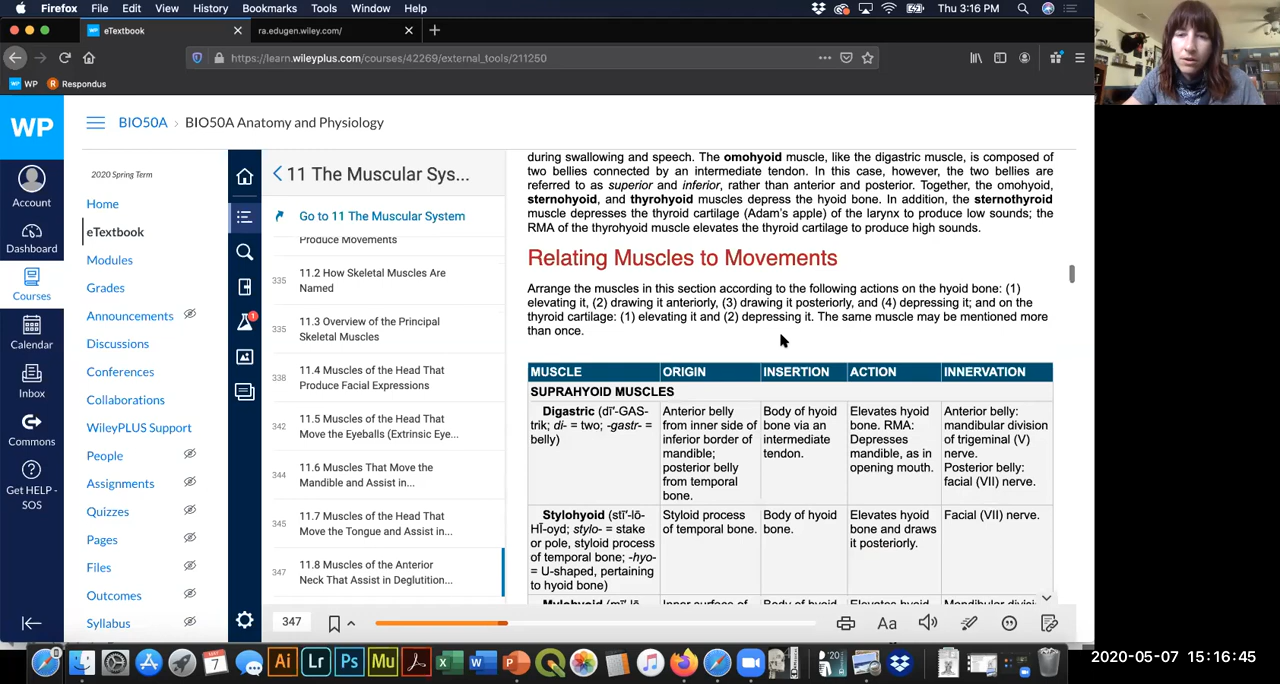 Firefox File Edit View History Bookmarks Tools Window Help
Thu 3:16 PM
WP eTextbook
ra.edugen.wiley.com/
https://learn.wileyplus.com/courses/42269/external_tools/211250
WP WP R Respondus
WP
BIO50A › BIO50A Anatomy and Physiology
Account
Dashboard
Courses
Calendar
Inbox
Commons
Get HELP -
SOS
2020 Spring Term
Home
eTextbook
Modules
Grades
Announcements
Discussions
Conferences
Collaborations
WileyPLUS Support
People
Assignments
Quizzes
Pages
Files
Outcomes
Syllabus
1
11 The Muscular Sys...
Go to 11 The Muscular System
Produce Movements
335 11.2 How Skeletal Muscles Are
Named
335 11.3 Overview of the Principal
Skeletal Muscles
338 11.4 Muscles of the Head That
Produce Facial Expressions
342 11.5 Muscles of the Head That
Move the Eyeballs (Extrinsic Eye...
344 11.6 Muscles That Move the
Mandible and Assist in...
345 11.7 Muscles of the Head That
Move the Tongue and Assist in...
347 11.8 Muscles of the Anterior
Neck That Assist in Deglutition...
during swallowing and speech. The omohyoid muscle, like the digastric muscle, is composed of
two bellies connected by an intermediate tendon. In this case, however, the two bellies are
referred to as superior and inferior, rather than anterior and posterior. Together, the omohyoid,
sternohyoid, and thyrohyoid muscles depress the hyoid bone. In addition, the sternothyroid
muscle depresses the thyroid cartilage (Adam's apple) of the larynx to produce low sounds; the
RMA of the thyrohyoid muscle elevates the thyroid cartilage to produce high sounds.
Relating Muscles to Movements
Arrange the muscles in this section according to the following actions on the hyoid bone: (1)
elevating it, (2) drawing it anteriorly, (3) drawing it posteriorly, and (4) depressing it; and on the
thyroid cartilage: (1) elevating it and (2) depressing it. The same muscle may be mentioned more
than once.
MUSCLE ORIGIN INSERTION ACTION INNERVATION
SUPRAHYOID MUSCLES
Digastric (dī′-GAS-
trik; di- = two; -gastr- =
belly)
Anterior belly
from inner side of
inferior border of
mandible;
posterior belly
from temporal
bone.
Body of hyoid
bone via an
intermediate
tendon.
Elevates hyoid
bone. RMA:
Depresses
mandible, as in
opening mouth.
Anterior belly:
mandibular division
of trigeminal (V)
nerve.
Posterior belly:
facial (VII) nerve.
Stylohyoid (stī′-lō-
HĪ-oyd; stylo- = stake
or pole, styloid process
of temporal bone; -hyo-
= U-shaped, pertaining
to hyoid bone)
Styloid process
of temporal bone.
Body of hyoid
bone.
Elevates hyoid
bone and draws
it posteriorly.
Facial (VII) nerve.
347
Aa
7
Ai Lr Ps Mu X W P
2020-05-07 15:16:45